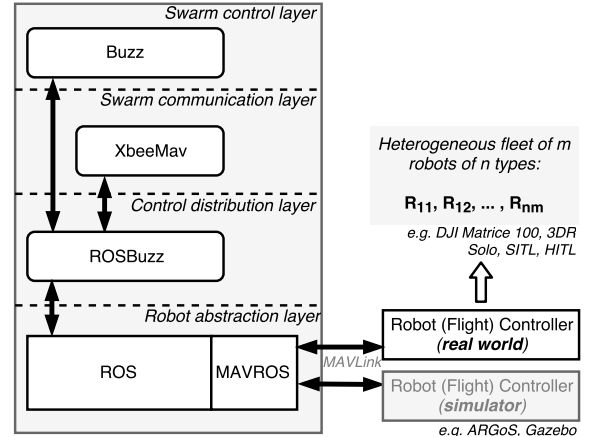 Swarm control layer
Buzz
Swarm communication layer
XbeeMav
Control distribution layer
ROSBuzz
Robot abstraction layer
ROS
MAVROS
MAVLink
Heterogeneous fleet of m
robots of n types:
R11, R12, ... , Rnm
e.g. DJI Matrice 100, 3DR
Solo, SITL, HITL
Robot (Flight) Controller
(real world)
Robot (Flight) Controller
(simulator)
e.g. ARGoS, Gazebo